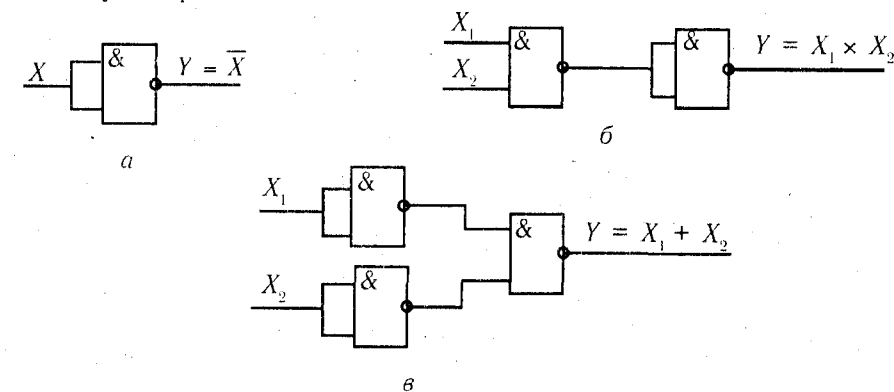 X & Y = X̅
а
X₁
X₂
& & Y = X₁ × X₂
б
X₁ &
X₂ &
& Y = X₁ + X₂
в